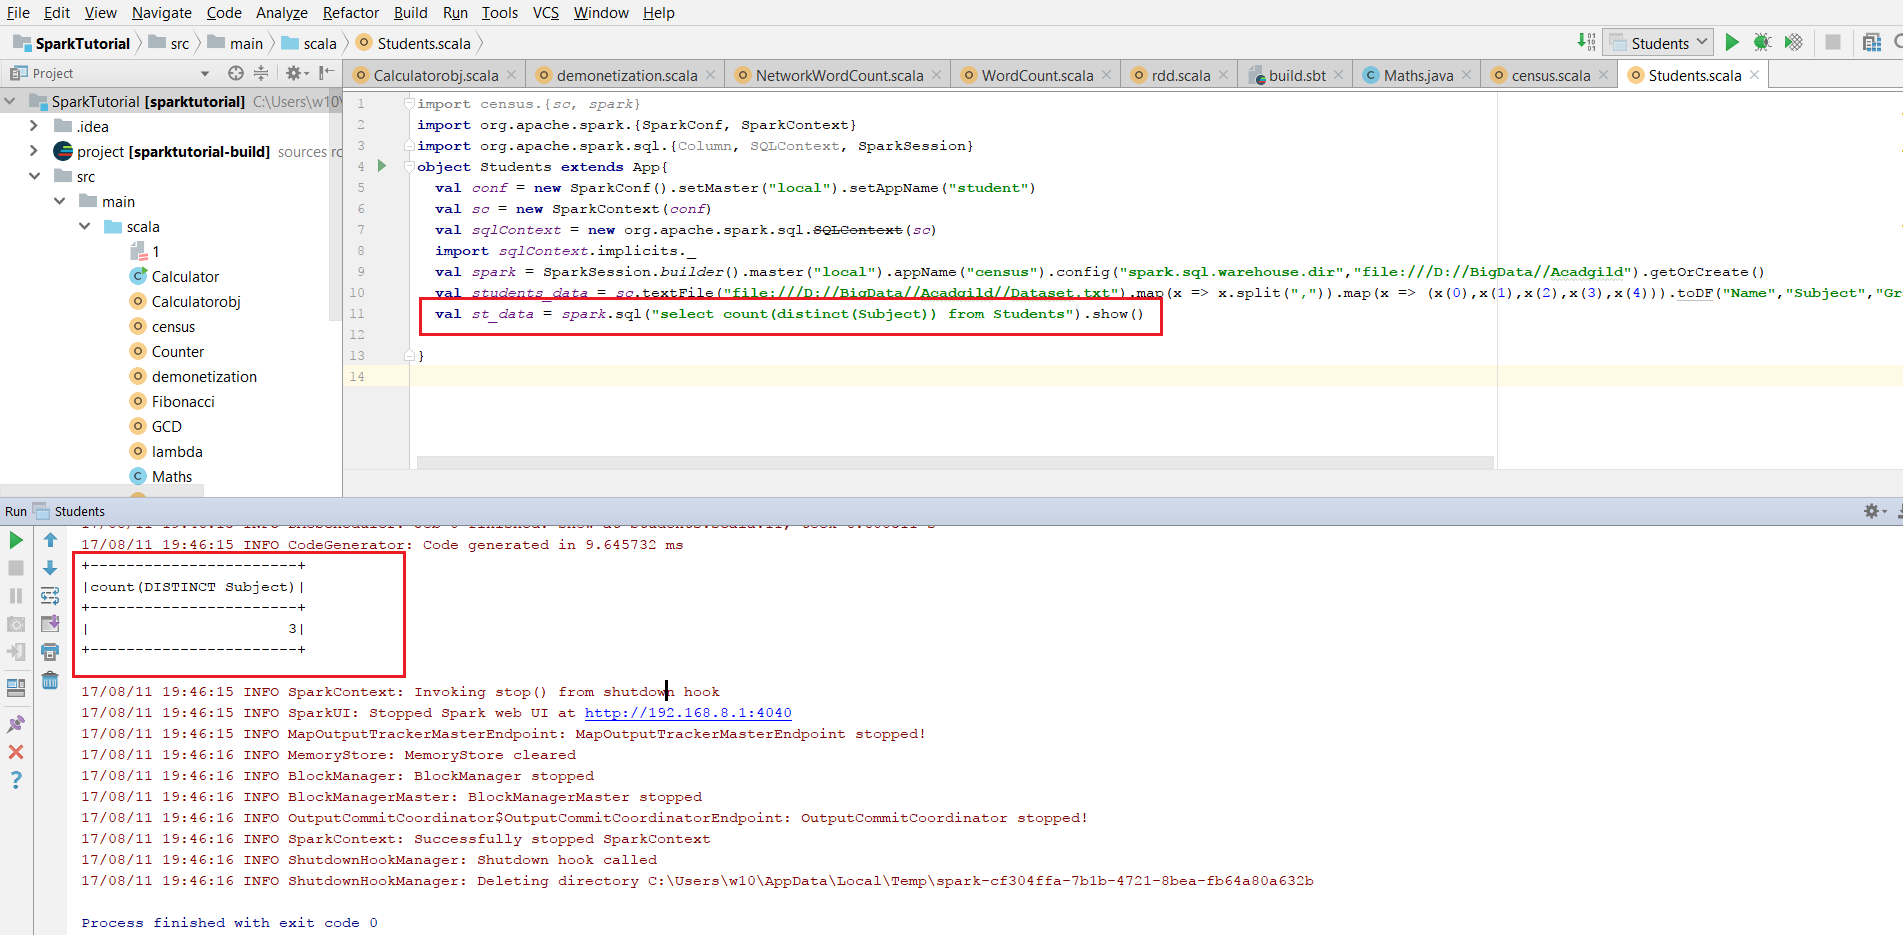 File Edit View Navigate Code Analyze Refactor Build Run Tools VCS Window Help
SparkTutorial src main scala Students.scala
Students
Project
Calculatorobj.scala demonetization.scala NetworkWordCount.scala WordCount.scala rdd.scala build.sbt Maths.java census.scala Students.scala
SparkTutorial [sparktutorial] C:\Users\w10\
.idea
project [sparktutorial-build] sources ro
src
main
scala
1
Calculator
Calculatorobj
census
Counter
demonetization
Fibonacci
GCD
lambda
Maths
1 import census.{sc, spark}
2 import org.apache.spark.{SparkConf, SparkContext}
3 import org.apache.spark.sql.{Column, SQLContext, SparkSession}
4 object Students extends App{
5 val conf = new SparkConf().setMaster("local").setAppName("student")
6 val sc = new SparkContext(conf)
7 val sqlContext = new org.apache.spark.sql.SQLContext(sc)
8 import sqlContext.implicits._
9 val spark = SparkSession.builder().master("local").appName("census").config("spark.sql.warehouse.dir","file:///D://BigData//Acadgild").getOrCreate()
10 val students_data = sc.textFile("file:///D://BigData//Acadgild//Dataset.txt").map(x => x.split(",")).map(x => (x(0),x(1),x(2),x(3),x(4))).toDF("Name","Subject","Gr
11 val st_data = spark.sql("select count(distinct(Subject)) from Students").show()
12
13 }
14
Run Students
17/08/11 19:46:15 INFO CodeGenerator: Code generated in 9.645732 ms
+-----------------------+
|count(DISTINCT Subject)|
+-----------------------+
|                      3|
+-----------------------+
17/08/11 19:46:15 INFO SparkContext: Invoking stop() from shutdown hook
17/08/11 19:46:15 INFO SparkUI: Stopped Spark web UI at http://192.168.8.1:4040
17/08/11 19:46:15 INFO MapOutputTrackerMasterEndpoint: MapOutputTrackerMasterEndpoint stopped!
17/08/11 19:46:16 INFO MemoryStore: MemoryStore cleared
17/08/11 19:46:16 INFO BlockManager: BlockManager stopped
17/08/11 19:46:16 INFO BlockManagerMaster: BlockManagerMaster stopped
17/08/11 19:46:16 INFO OutputCommitCoordinator$OutputCommitCoordinatorEndpoint: OutputCommitCoordinator stopped!
17/08/11 19:46:16 INFO SparkContext: Successfully stopped SparkContext
17/08/11 19:46:16 INFO ShutdownHookManager: Shutdown hook called
17/08/11 19:46:16 INFO ShutdownHookManager: Deleting directory C:\Users\w10\AppData\Local\Temp\spark-cf304ffa-7b1b-4721-8bea-fb64a80a632b
Process finished with exit code 0